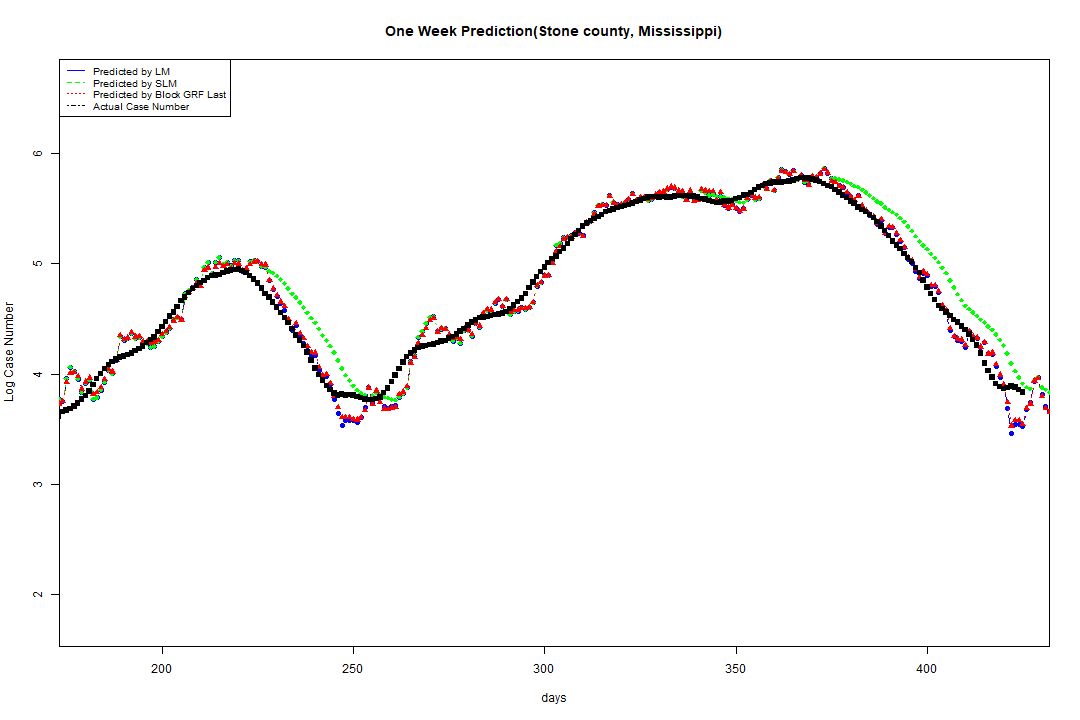 One Week Prediction(Stone county, Mississippi)
Predicted by LM
Predicted by SLM
Predicted by Block GRF Last
Actual Case Number
6
5
4
3
2
Log Case Number
200 250 300 350 400
days